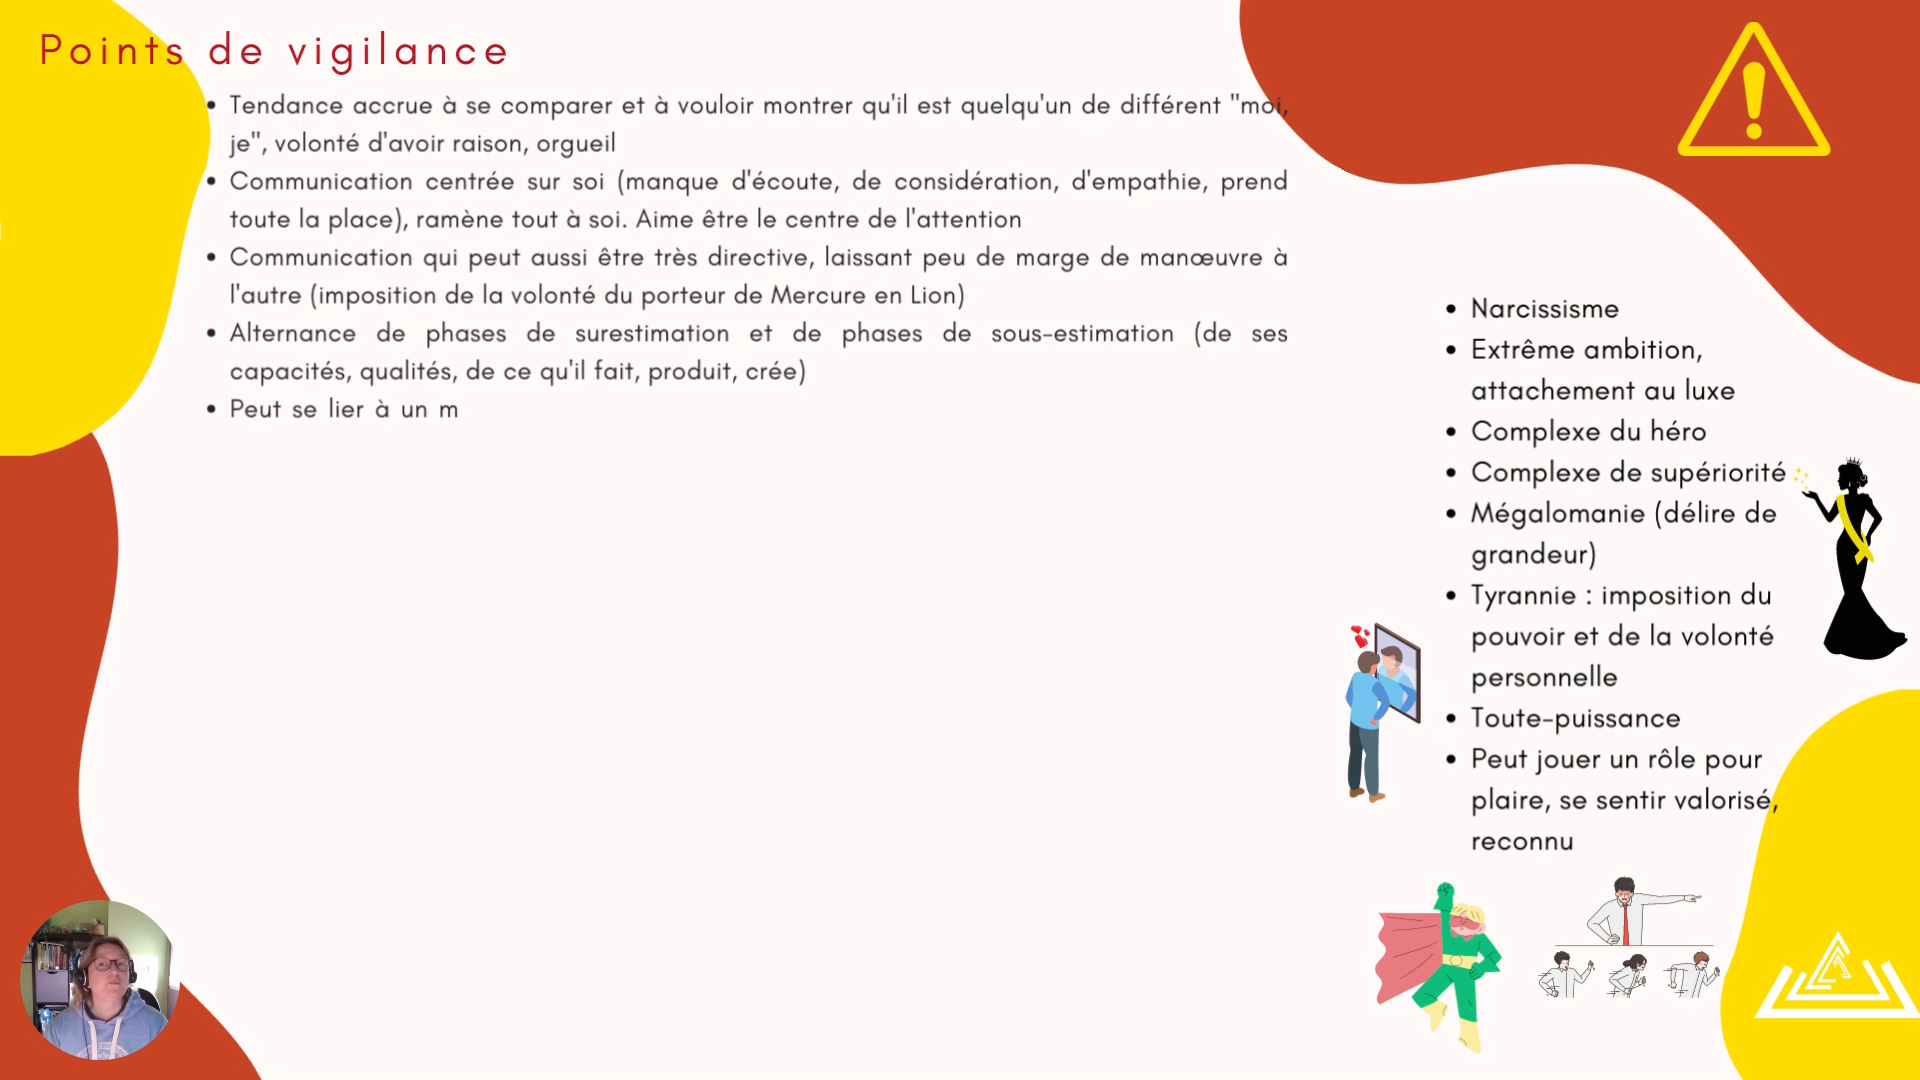 Points de vigilance
Tendance accrue à se comparer et à vouloir montrer qu'il est quelqu'un de différent "moi,
je", volonté d'avoir raison, orgueil
Communication centrée sur soi (manque d'écoute, de considération, d'empathie, prend
toute la place), ramène tout à soi. Aime être le centre de l'attention
Communication qui peut aussi être très directive, laissant peu de marge de manœuvre à
l'autre (imposition de la volonté du porteur de Mercure en Lion)
Alternance de phases de surestimation et de phases de sous-estimation (de ses
capacités, qualités, de ce qu'il fait, produit, crée)
Peut se lier à un m
Narcissisme
Extrême ambition,
attachement au luxe
Complexe du héro
Complexe de supériorité
Mégalomanie (délire de
grandeur)
Tyrannie : imposition du
pouvoir et de la volonté
personnelle
Toute-puissance
Peut jouer un rôle pour
plaire, se sentir valorisé,
reconnu